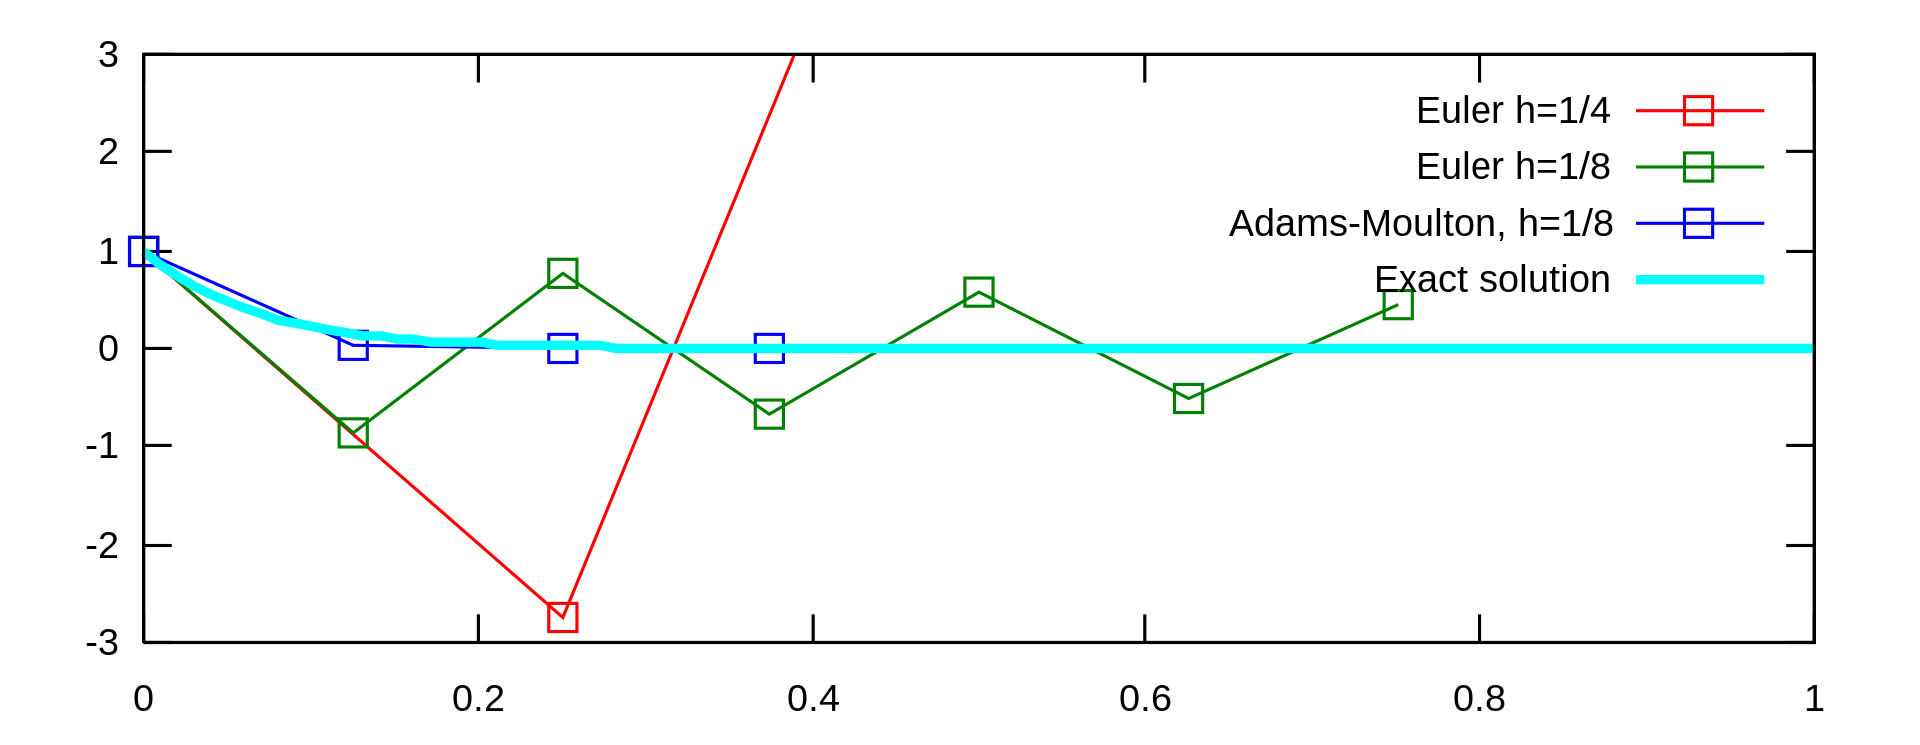 3
2
1
0
-1
-2
-3
0 0.2 0.4 0.6 0.8 1
Euler h=1/4
Euler h=1/8
Adams-Moulton, h=1/8
Exact solution